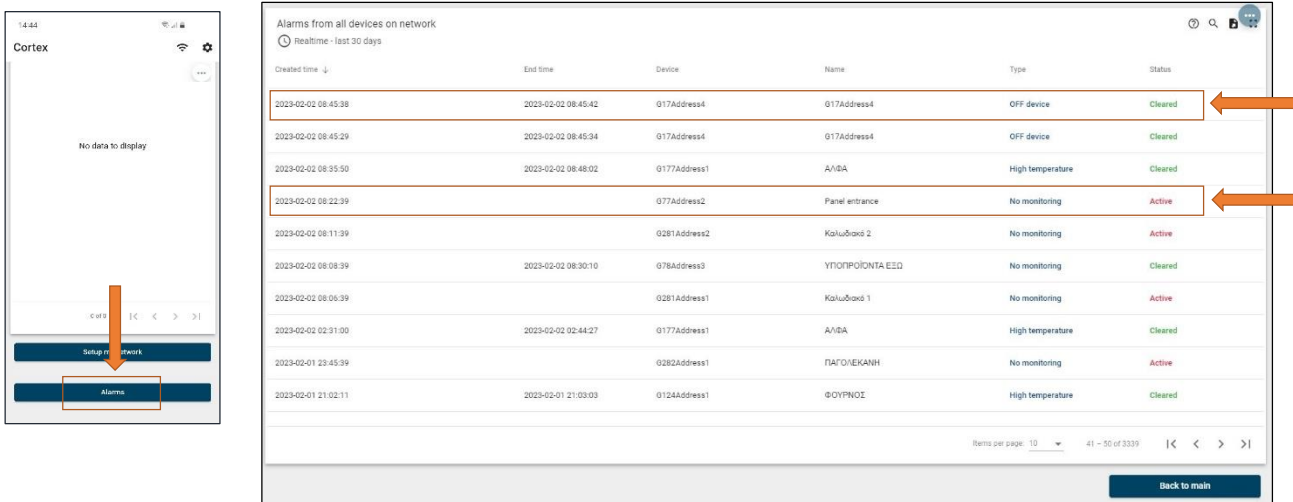 14:44
Cortex
No data to display
0 of 0
Setup my network
Alarms
Alarms from all devices on network
Realtime - last 30 days
Created time End time Device Name Type Status
2023-02-02 08:45:38 2023-02-02 08:45:42 G17Address4 G17Address4 OFF device Cleared
2023-02-02 08:45:29 2023-02-02 08:45:34 G17Address4 G17Address4 OFF device Cleared
2023-02-02 08:35:50 2023-02-02 08:48:02 G177Address1 ΑΛΦΑ High temperature Cleared
2023-02-02 08:22:39 G77Address2 Panel entrance No monitoring Active
2023-02-02 08:11:39 G281Address2 Καλωδιακό 2 No monitoring Active
2023-02-02 08:08:39 2023-02-02 08:30:10 G78Address3 ΥΠΟΠΡΟΪΟΝΤΑ ΕΞΩ No monitoring Cleared
2023-02-02 08:06:39 G281Address1 Καλωδιακό 1 No monitoring Active
2023-02-02 02:31:00 2023-02-02 02:44:27 G177Address1 ΑΛΦΑ High temperature Cleared
2023-02-01 23:45:39 G282Address1 ΠΑΓΟΛΕΚΑΝΗ No monitoring Active
2023-02-01 21:02:11 2023-02-01 21:03:03 G124Address1 ΦΟΥΡΝΟΣ High temperature Cleared
Items per page: 10 41 – 50 of 3339
Back to main